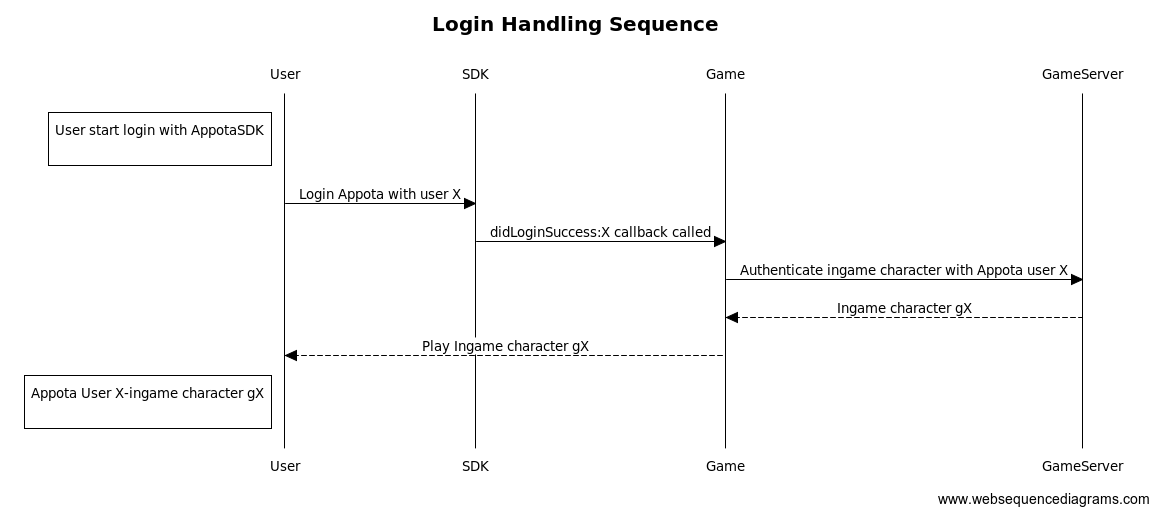 Login Handling Sequence
User SDK Game GameServer
User start login with AppotaSDK
Login Appota with user X
didLoginSuccess:X callback called
Authenticate ingame character with Appota user X
Ingame character gX
Play Ingame character gX
Appota User X-ingame character gX
User SDK Game GameServer
www.websequencediagrams.com